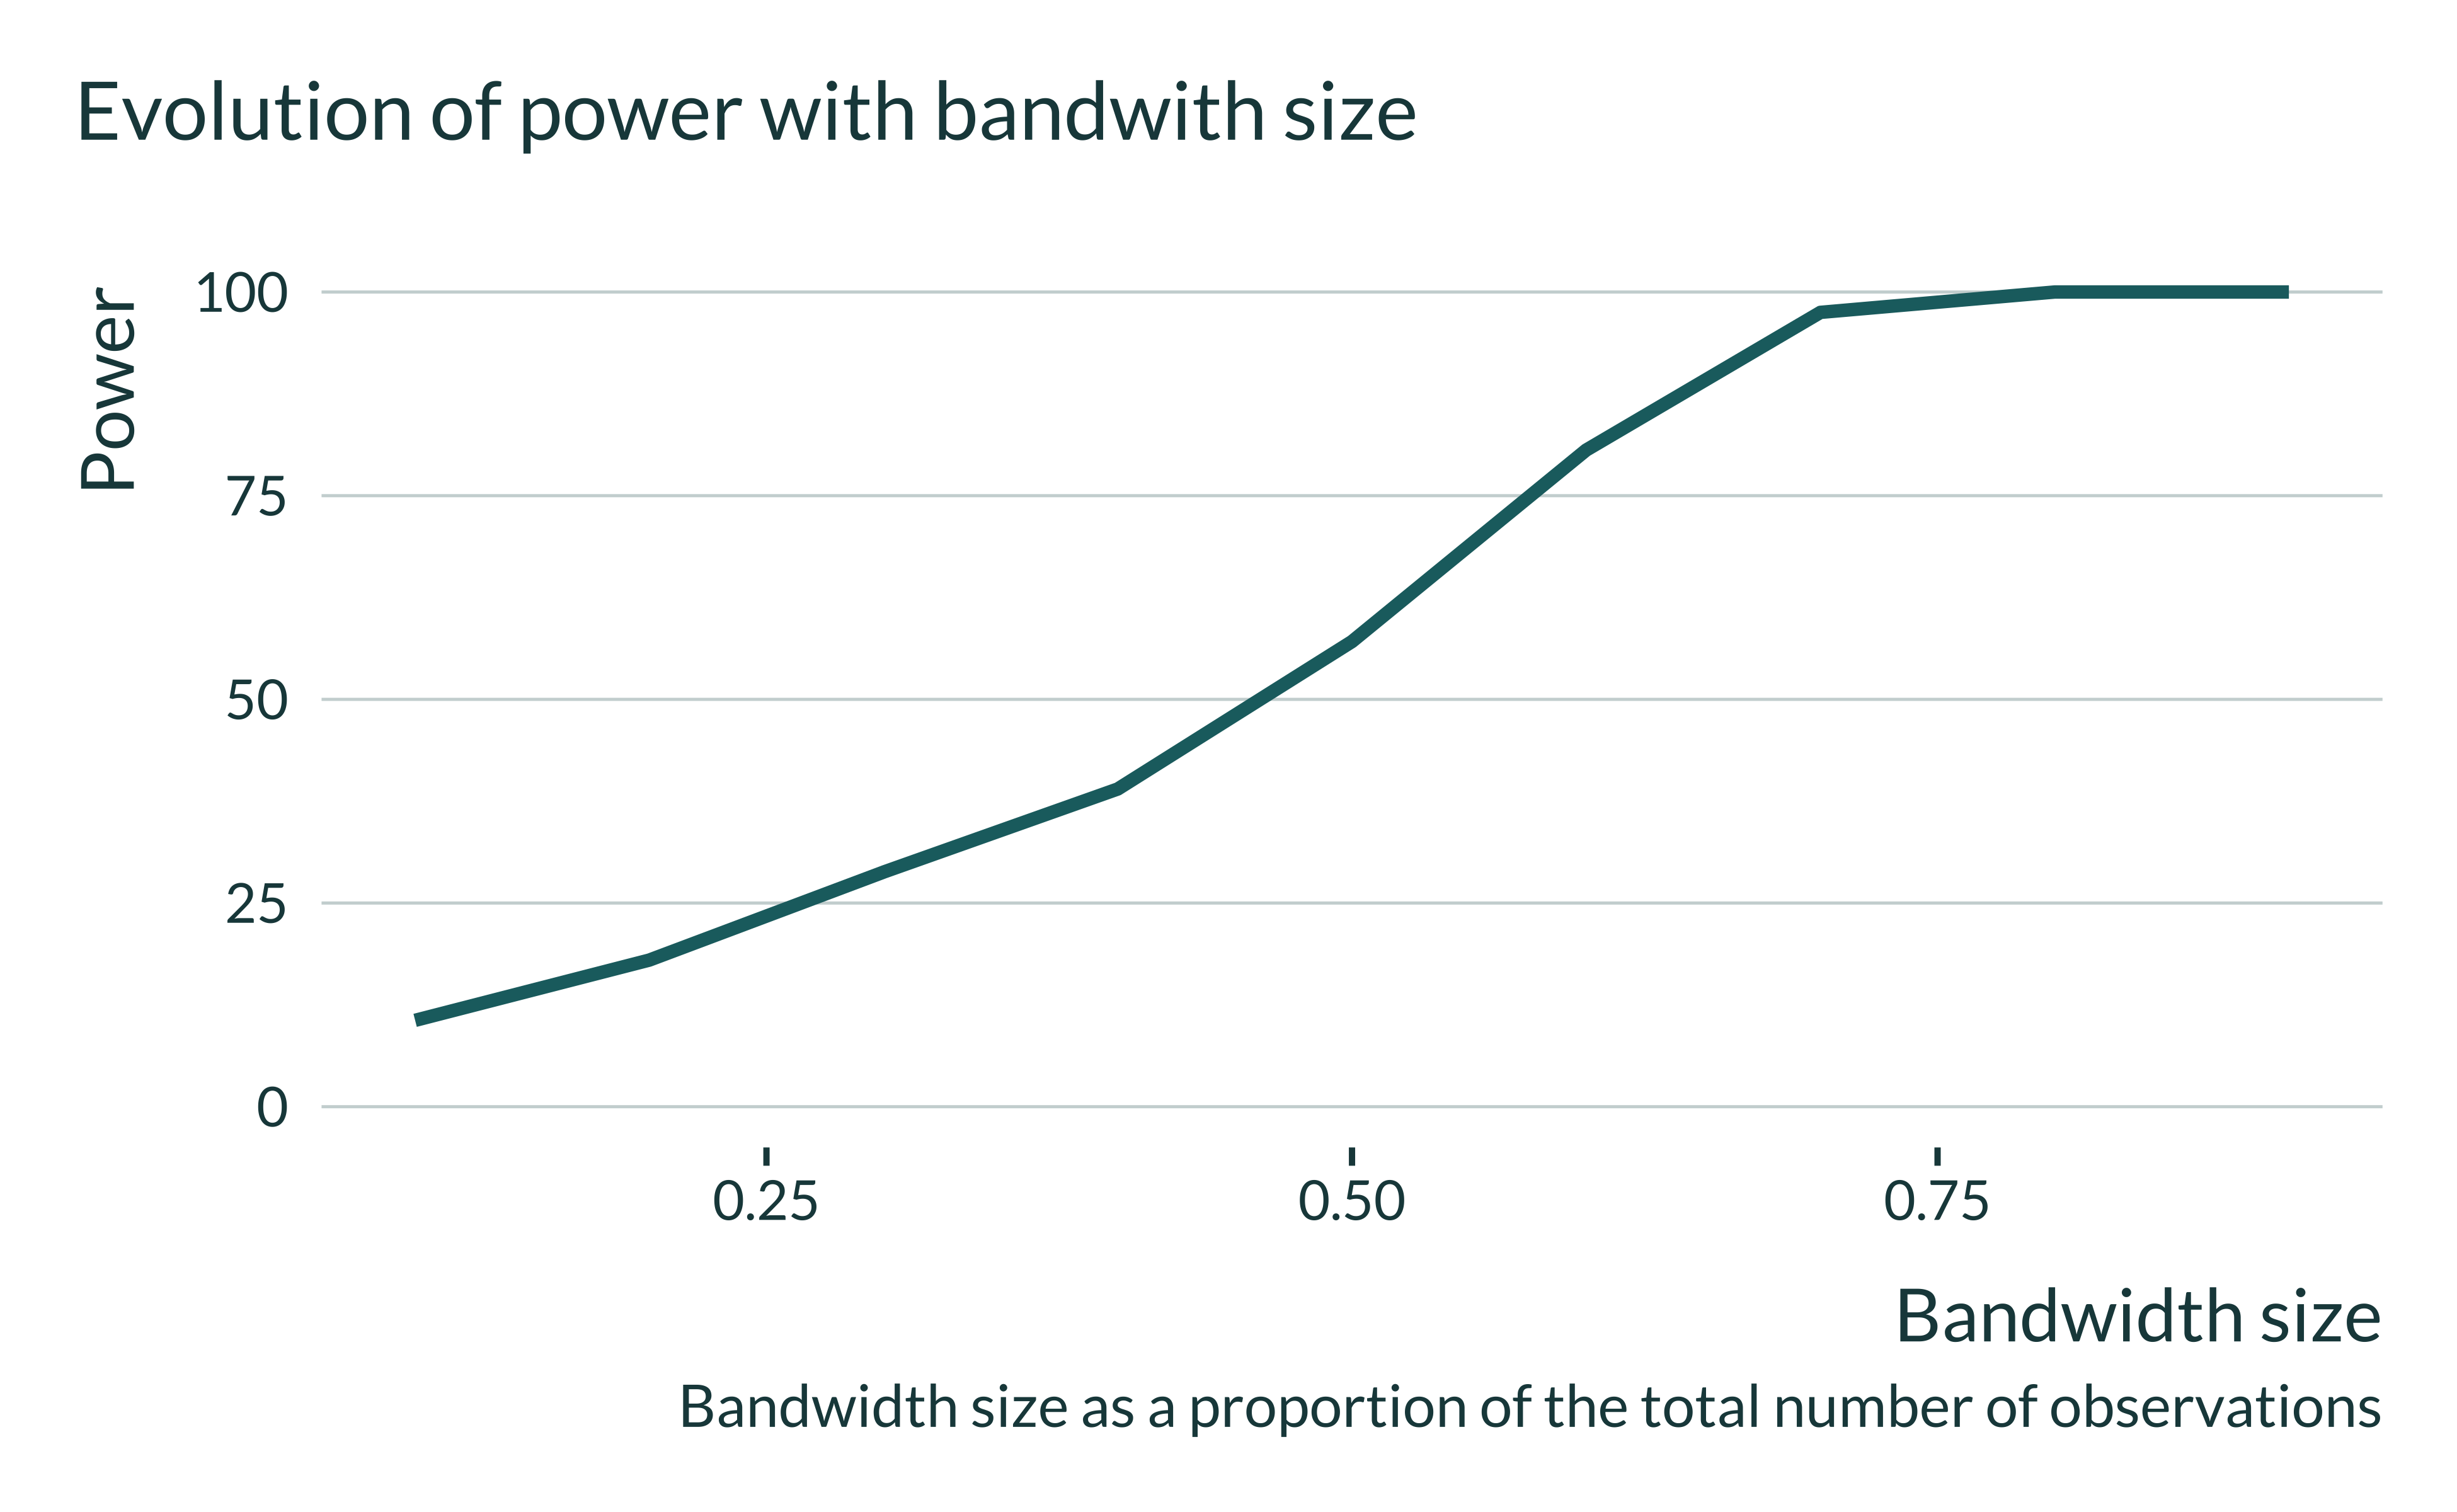 Evolution of power with bandwith size
Power
100
75
50
25
0
0.25
0.50
0.75
Bandwidth size
Bandwidth size as a proportion of the total number of observations